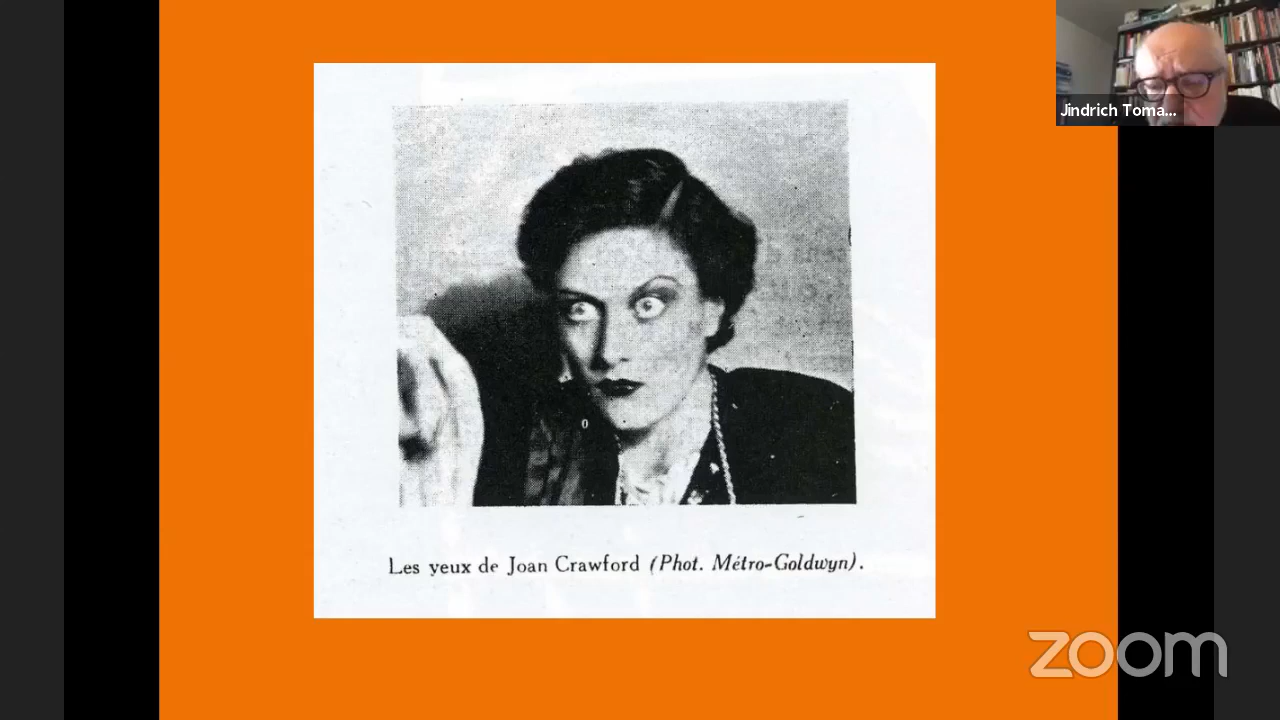 Jindrich Toma...
Les yeux de Joan Crawford (Phot. Métro-Goldwyn).
zoom